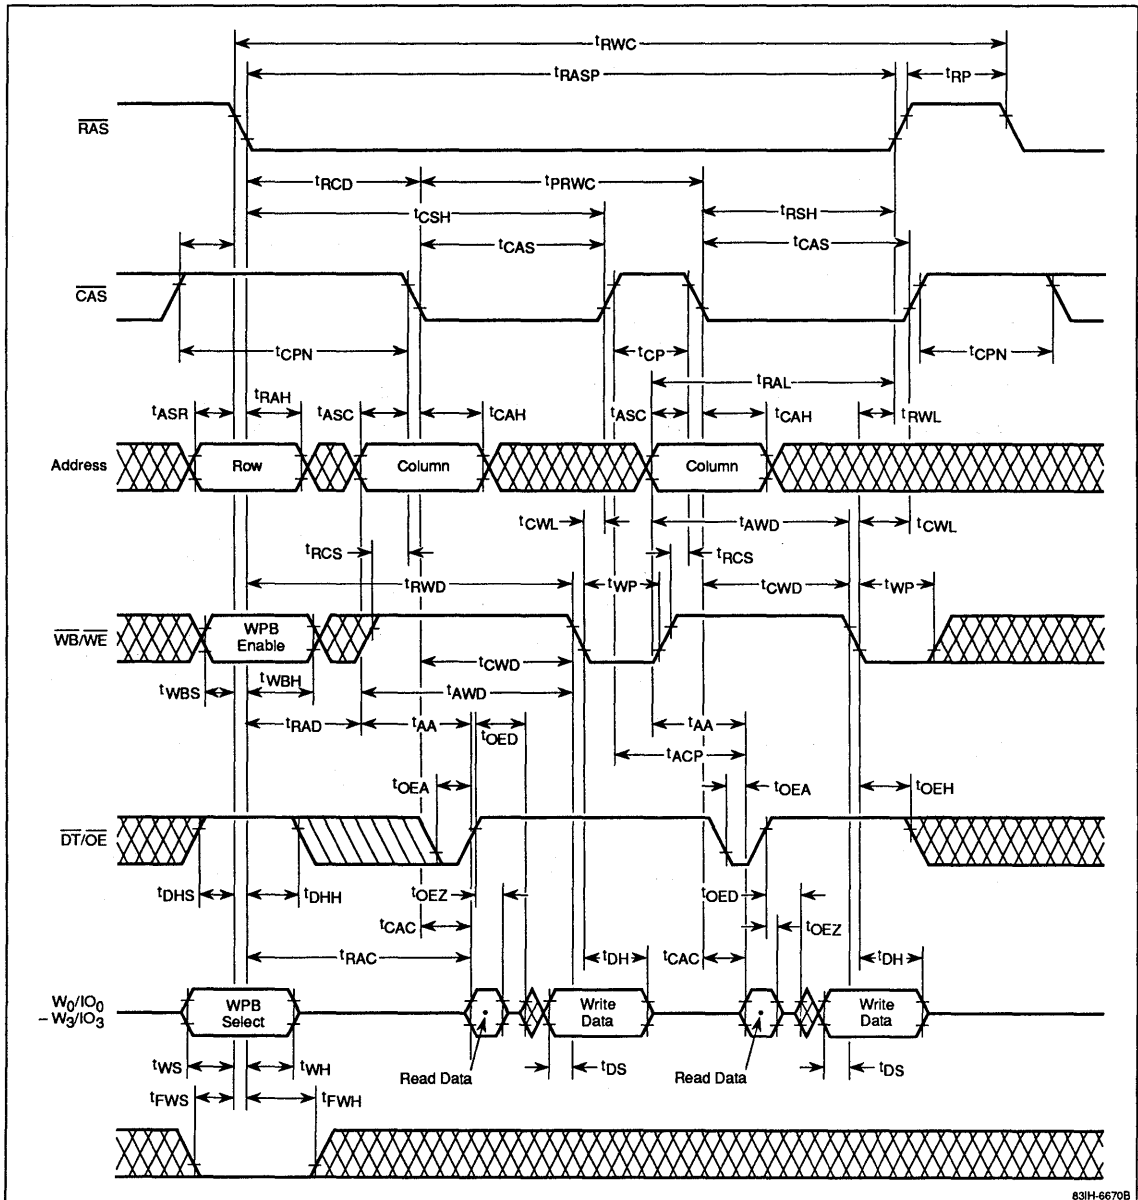 tRWC
tRASP
tRP
RAS
tRCD
tPRWC
tCSH
tRSH
tCAS
tCAS
CAS
tCPN
tCP
tCPN
tRAL
tASR
tRAH
tASC
tCAH
tASC
tCAH
tRWL
Address
Row
Column
Column
tCWL
tAWD
tCWL
tRCS
tRCS
tRWD
tWP
tCWD
tWP
WB/WE
WPB
Enable
tCWD
tWBS
tWBH
tAWD
tRAD
tAA
tOED
tAA
tACP
tOEA
tOEA
tOEH
DT/OE
tDHS
tDHH
tOEZ
tOED
tCAC
tOEZ
tRAC
tDH
tCAC
tDH
W0/IO0
– W3/IO3
WPB
Select
Write
Data
Write
Data
tWS
tWH
Read Data
tDS
Read Data
tDS
tFWS
tFWH
83IH-6670B